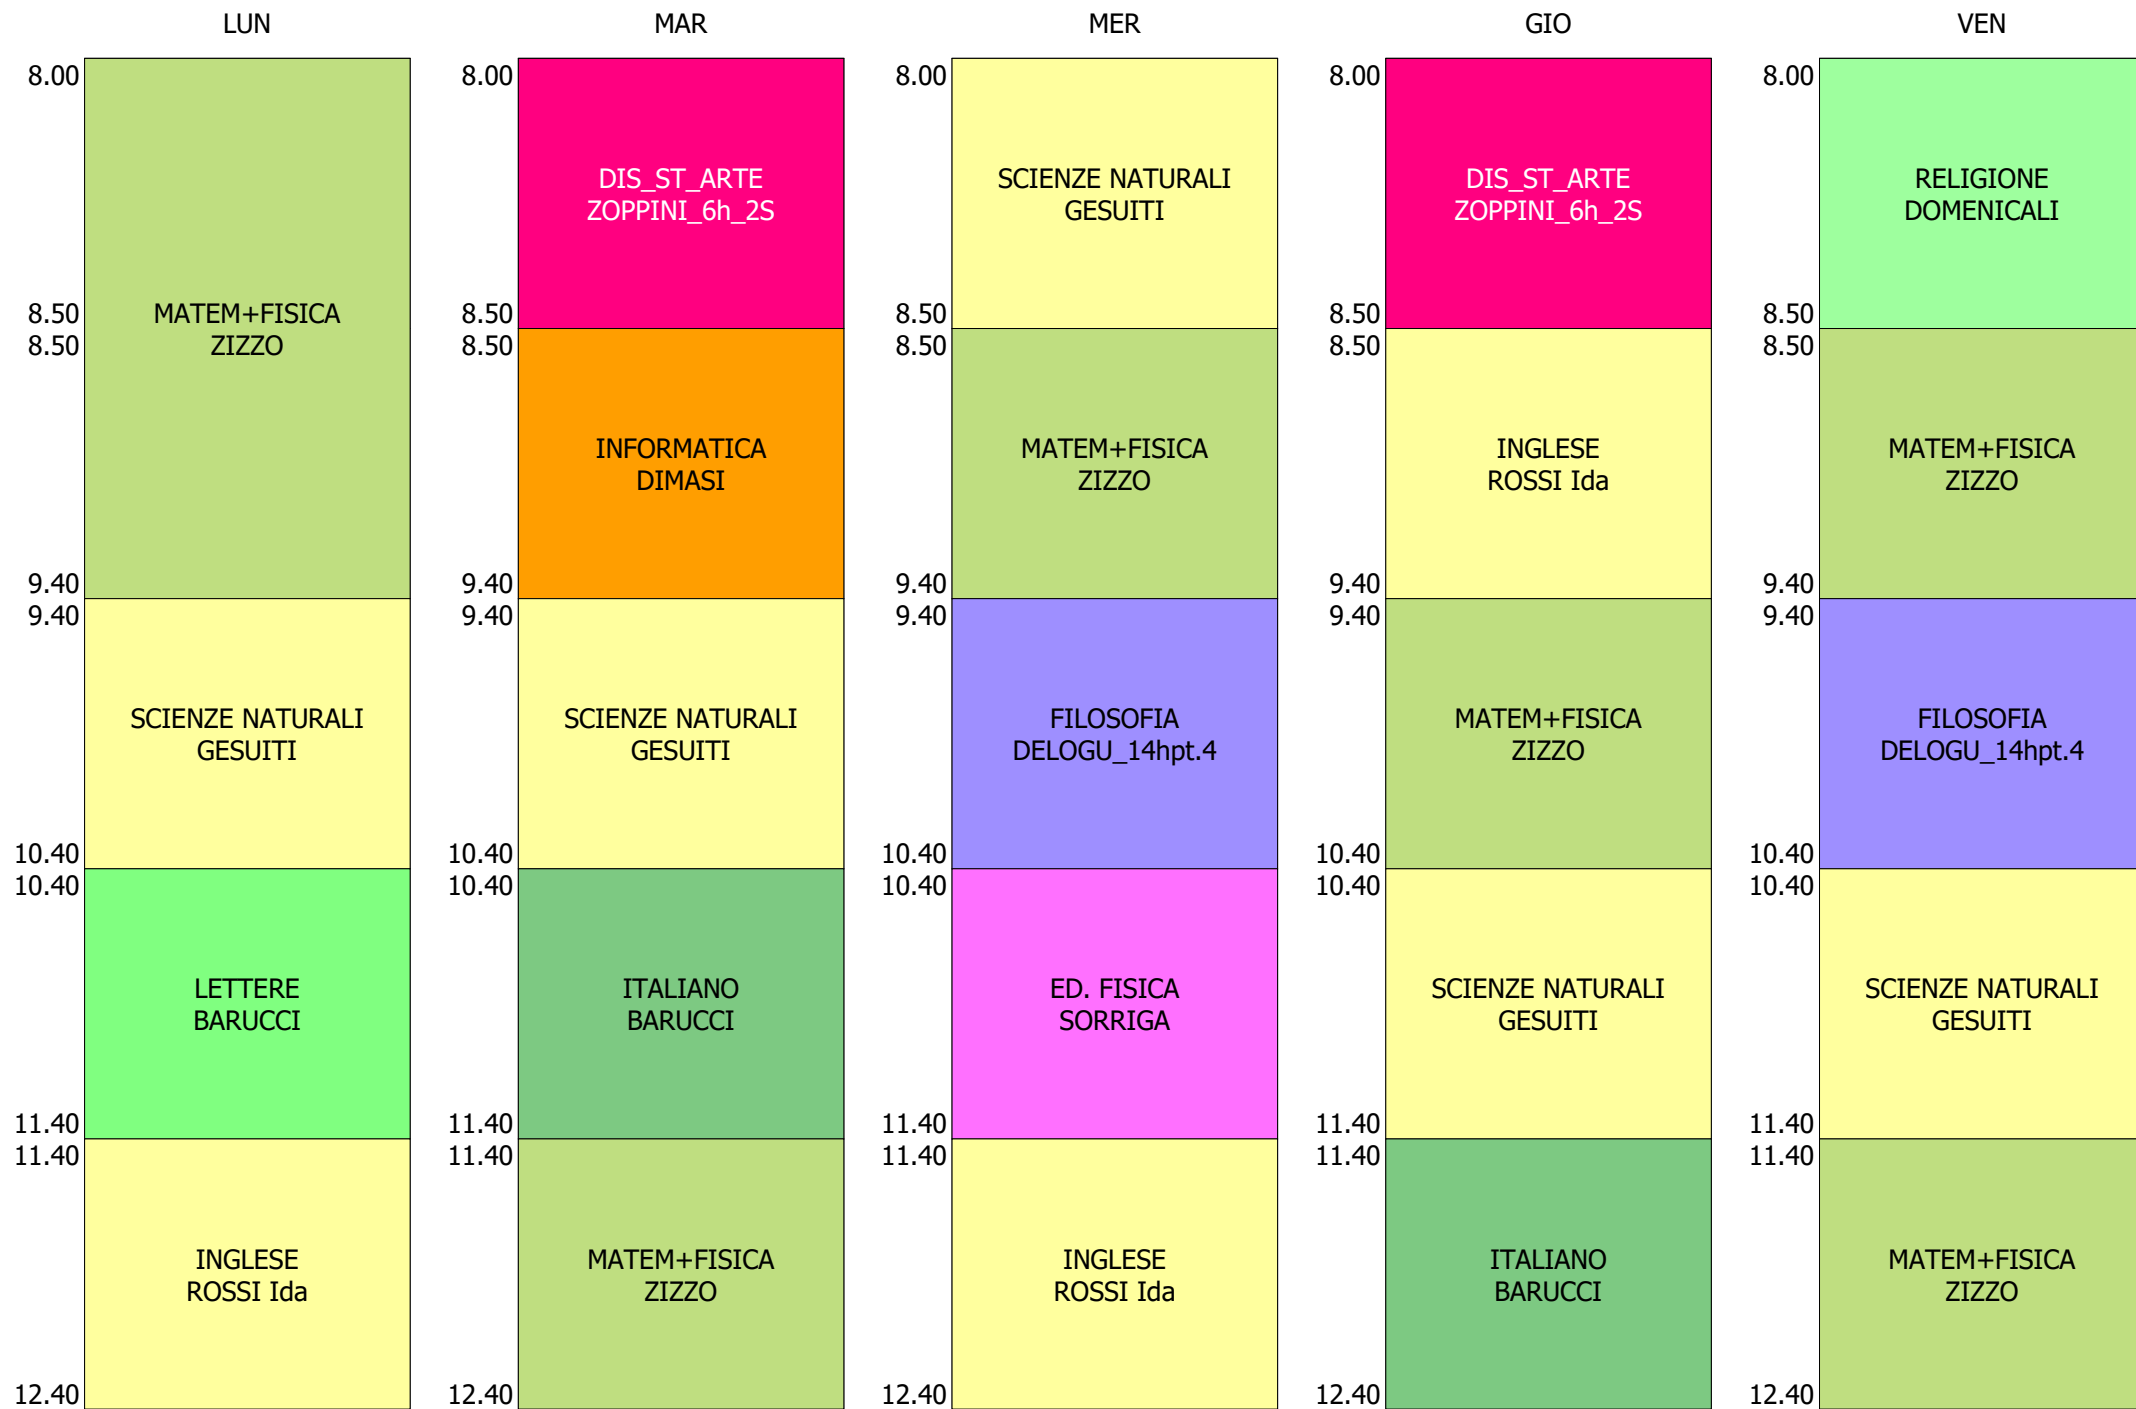 LUN
MAR
MER
GIO
VEN
8.00
8.50
8.50
9.40
9.40
10.40
10.40
11.40
11.40
12.40
MATEM+FISICA
ZIZZO
SCIENZE NATURALI
GESUITI
LETTERE
BARUCCI
INGLESE
ROSSI Ida
8.00
8.50
8.50
9.40
9.40
10.40
10.40
11.40
11.40
12.40
DIS_ST_ARTE
ZOPPINI_6h_2S
INFORMATICA
DIMASI
SCIENZE NATURALI
GESUITI
ITALIANO
BARUCCI
MATEM+FISICA
ZIZZO
8.00
8.50
8.50
9.40
9.40
10.40
10.40
11.40
11.40
12.40
SCIENZE NATURALI
GESUITI
MATEM+FISICA
ZIZZO
FILOSOFIA
DELOGU_14hpt.4
ED. FISICA
SORRIGA
INGLESE
ROSSI Ida
8.00
8.50
8.50
9.40
9.40
10.40
10.40
11.40
11.40
12.40
DIS_ST_ARTE
ZOPPINI_6h_2S
INGLESE
ROSSI Ida
MATEM+FISICA
ZIZZO
SCIENZE NATURALI
GESUITI
ITALIANO
BARUCCI
8.00
8.50
8.50
9.40
9.40
10.40
10.40
11.40
11.40
12.40
RELIGIONE
DOMENICALI
MATEM+FISICA
ZIZZO
FILOSOFIA
DELOGU_14hpt.4
SCIENZE NATURALI
GESUITI
MATEM+FISICA
ZIZZO